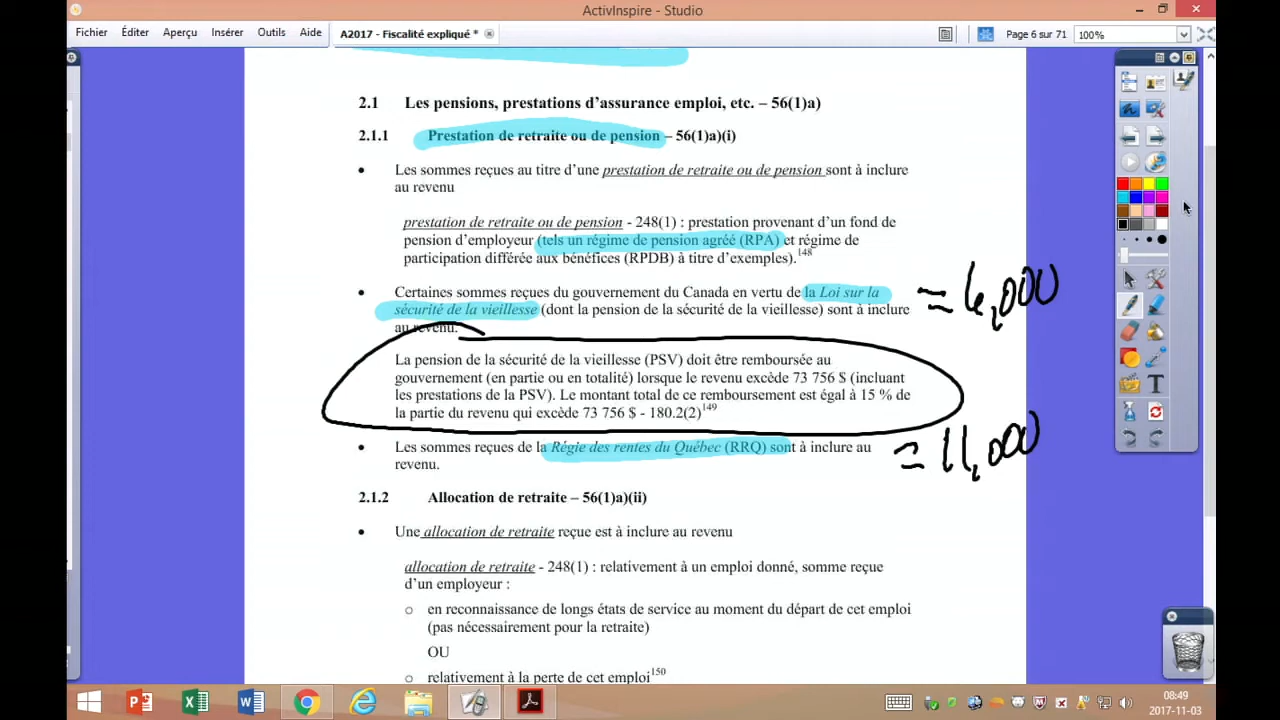 ActivInspire - Studio
Fichier Éditer Aperçu Insérer Outils Aide A2017 - Fiscalité expliqué * Page 6 sur 71 100%
2.1 Les pensions, prestations d'assurance emploi, etc. – 56(1)a)
2.1.1 Prestation de retraite ou de pension – 56(1)a)(i)
• Les sommes reçues au titre d'une prestation de retraite ou de pension sont à inclure
au revenu
prestation de retraite ou de pension - 248(1) : prestation provenant d'un fond de
pension d'employeur (tels un régime de pension agréé (RPA) et régime de
participation différée aux bénéfices (RPDB) à titre d'exemples).148
• Certaines sommes reçues du gouvernement du Canada en vertu de la Loi sur la
sécurité de la vieillesse (dont la pension de la sécurité de la vieillesse) sont à inclure
au revenu.
La pension de la sécurité de la vieillesse (PSV) doit être remboursée au
gouvernement (en partie ou en totalité) lorsque le revenu excède 73 756 $ (incluant
les prestations de la PSV). Le montant total de ce remboursement est égal à 15 % de
la partie du revenu qui excède 73 756 $ - 180.2(2)149
• Les sommes reçues de la Régie des rentes du Québec (RRQ) sont à inclure au
revenu.
= 11,000
2.1.2 Allocation de retraite – 56(1)a)(ii)
• Une allocation de retraite reçue est à inclure au revenu
allocation de retraite - 248(1) : relativement à un emploi donné, somme reçue
d'un employeur :
o en reconnaissance de longs états de service au moment du départ de cet emploi
(pas nécessairement pour la retraite)
OU
o relativement à la perte de cet emploi150
08:49
2017-11-03